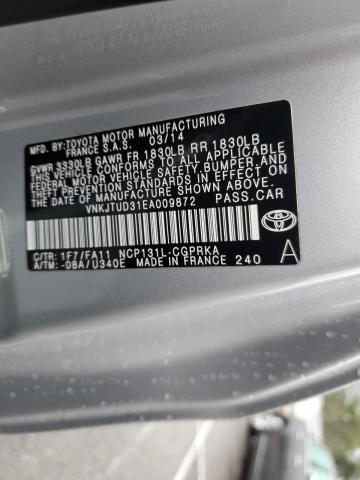 MFD. BY:TOYOTA MOTOR MANUFACTURING
FRANCE S.A.S. 03/14
GVWR 3330LB GAWR FR 1830LB RR 1830LB
THIS VEHICLE CONFORMS TO ALL APPLICABLE
FEDERAL MOTOR VEHICLE SAFETY, BUMPER, AND
THEFT PREVENTION STANDARDS IN EFFECT ON
THE DATE OF MANUFACTURE SHOWN ABOVE.
VNKJTUD31EA009872 PASS.CAR
C/TR: 1F7/FA11 NCP131L-CGPRKA
A/TM: -08A/U340E MADE IN FRANCE 240
A